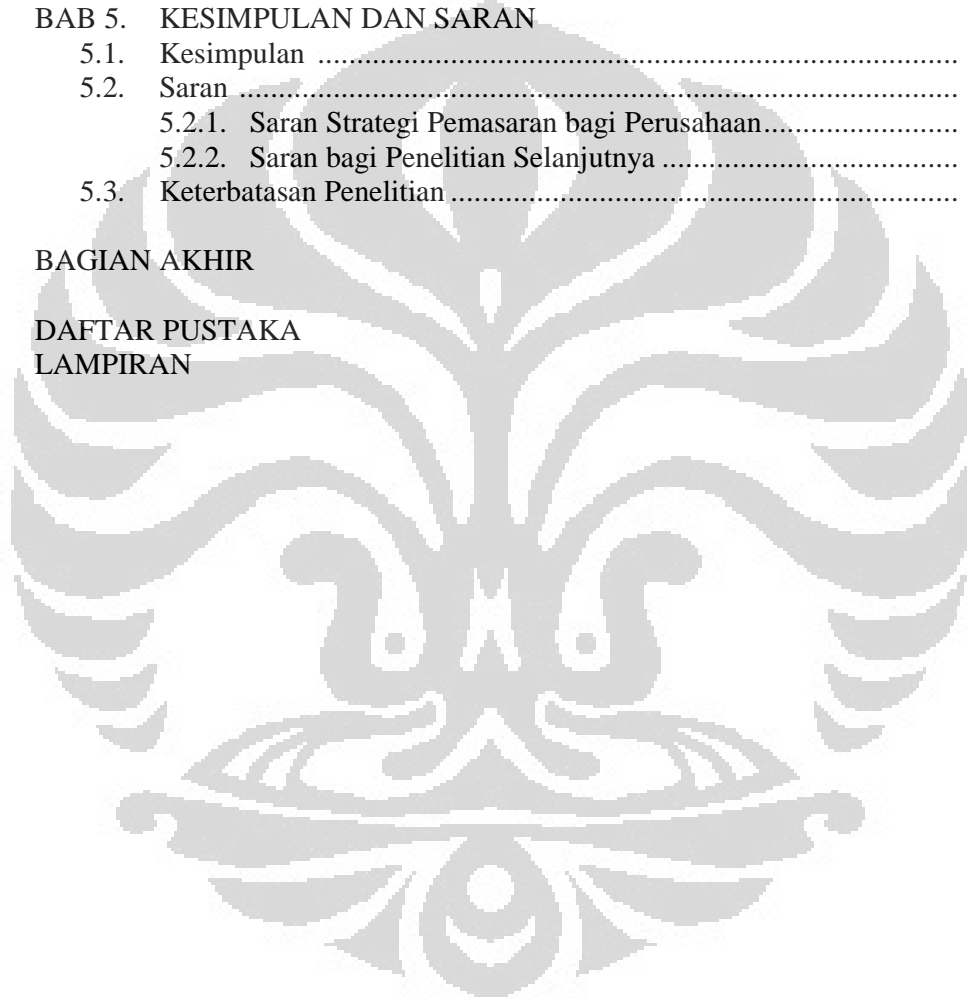 BAB 5. KESIMPULAN DAN SARAN
5.1. Kesimpulan ........................................................................................
5.2. Saran ..................................................................................................
5.2.1. Saran Strategi Pemasaran bagi Perusahaan..........................
5.2.2. Saran bagi Penelitian Selanjutnya ........................................
5.3. Keterbatasan Penelitian ......................................................................
BAGIAN AKHIR
DAFTAR PUSTAKA
LAMPIRAN